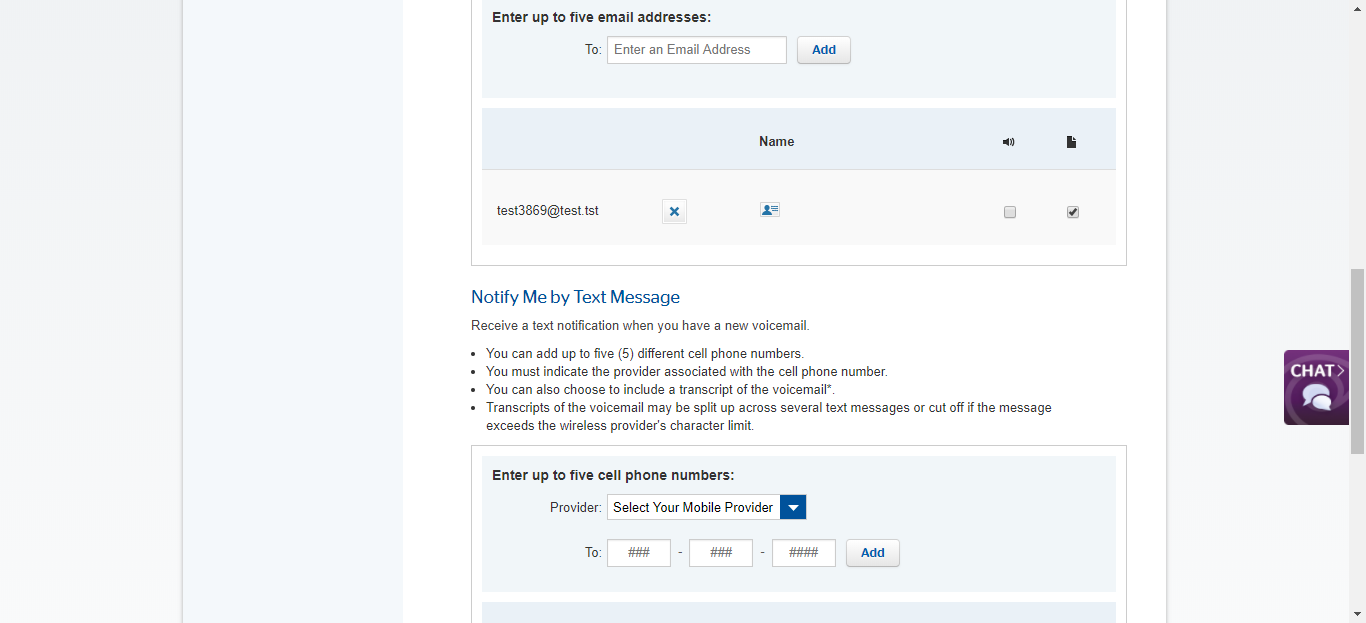 Enter up to five email addresses:
To: Enter an Email Address Add
Name
test3869@test.tst
Notify Me by Text Message
Receive a text notification when you have a new voicemail.
• You can add up to five (5) different cell phone numbers.
• You must indicate the provider associated with the cell phone number.
• You can also choose to include a transcript of the voicemail*.
• Transcripts of the voicemail may be split up across several text messages or cut off if the message
exceeds the wireless provider's character limit.
CHAT>
Enter up to five cell phone numbers:
Provider: Select Your Mobile Provider
To: ### - ### - #### Add